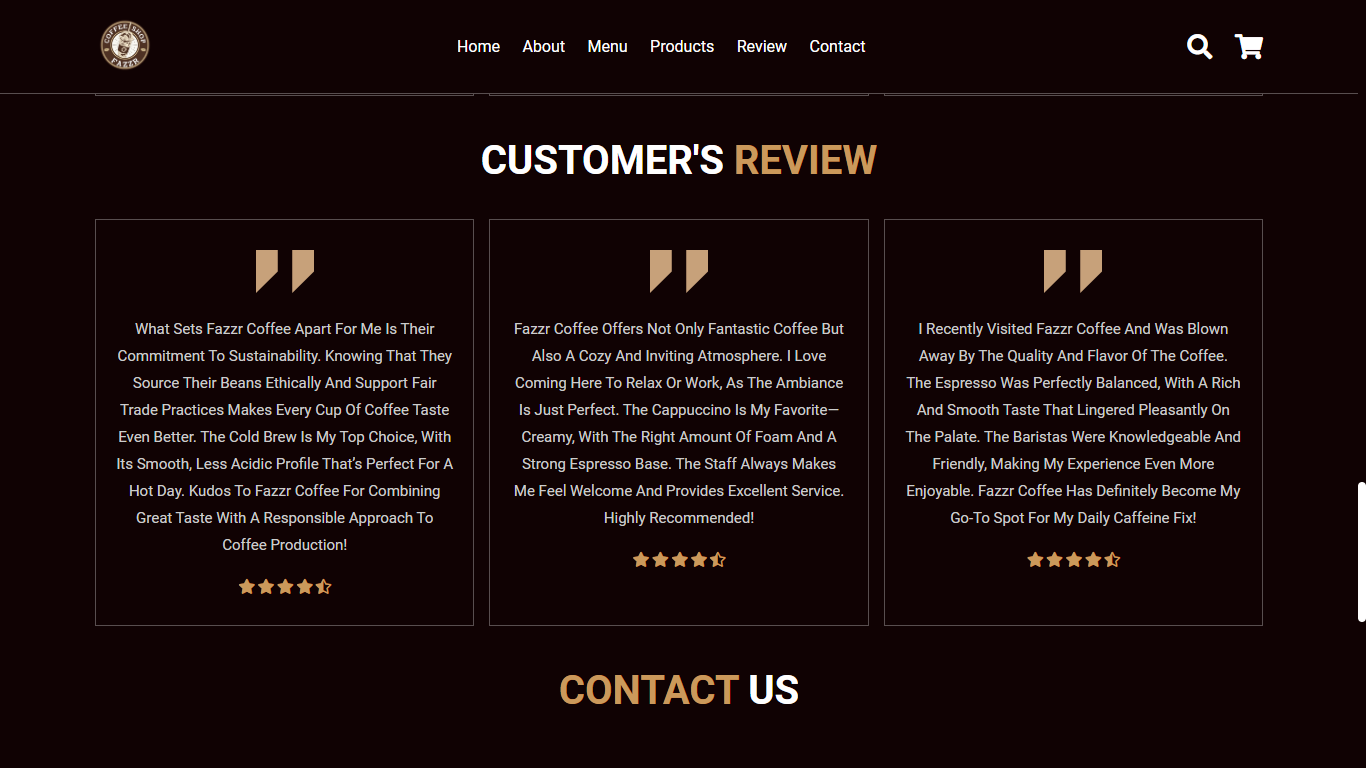 COFFEE SHOP
FAZZR
Home About Menu Products Review Contact
CUSTOMER'S REVIEW
What Sets Fazzr Coffee Apart For Me Is Their
Commitment To Sustainability. Knowing That They
Source Their Beans Ethically And Support Fair
Trade Practices Makes Every Cup Of Coffee Taste
Even Better. The Cold Brew Is My Top Choice, With
Its Smooth, Less Acidic Profile That’s Perfect For A
Hot Day. Kudos To Fazzr Coffee For Combining
Great Taste With A Responsible Approach To
Coffee Production!
Fazzr Coffee Offers Not Only Fantastic Coffee But
Also A Cozy And Inviting Atmosphere. I Love
Coming Here To Relax Or Work, As The Ambiance
Is Just Perfect. The Cappuccino Is My Favorite—
Creamy, With The Right Amount Of Foam And A
Strong Espresso Base. The Staff Always Makes
Me Feel Welcome And Provides Excellent Service.
Highly Recommended!
I Recently Visited Fazzr Coffee And Was Blown
Away By The Quality And Flavor Of The Coffee.
The Espresso Was Perfectly Balanced, With A Rich
And Smooth Taste That Lingered Pleasantly On
The Palate. The Baristas Were Knowledgeable And
Friendly, Making My Experience Even More
Enjoyable. Fazzr Coffee Has Definitely Become My
Go-To Spot For My Daily Caffeine Fix!
CONTACT US